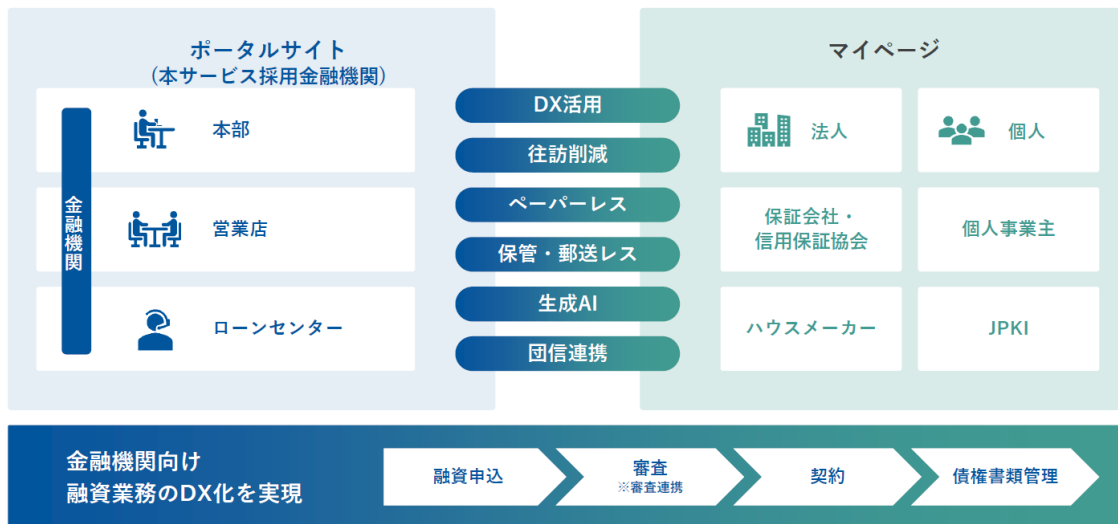 ポータルサイト
(本サービス採用金融機関)
金融機関
本部
営業店
ローンセンター
DX活用
往訪削減
ペーパーレス
保管・郵送レス
生成AI
団信連携
マイページ
法人
個人
保証会社・
信用保証協会
個人事業主
ハウスメーカー
JPKI
金融機関向け
融資業務のDX化を実現
融資申込
審査
※審査連携
契約
債権書類管理